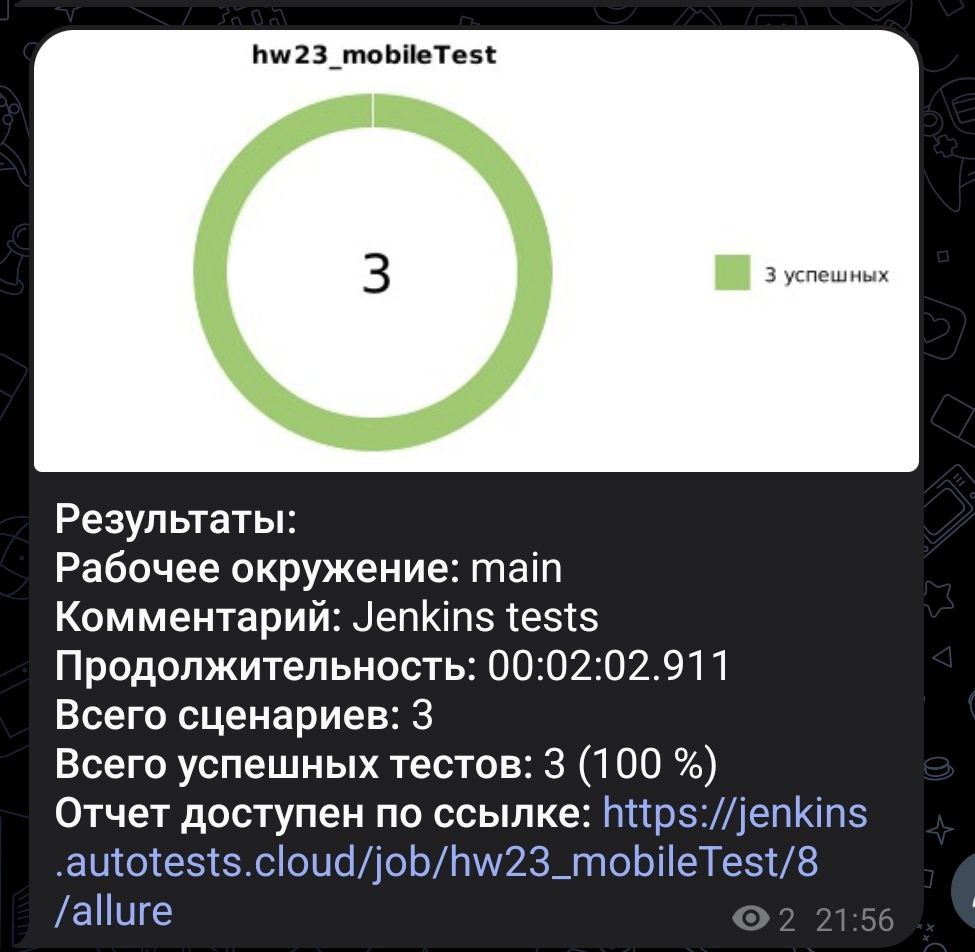 hw23_mobileTest
3
3 успешных
Результаты:
Рабочее окружение: main
Комментарий: Jenkins tests
Продолжительность: 00:02:02.911
Всего сценариев: 3
Всего успешных тестов: 3 (100 %)
Отчет доступен по ссылке: https://jenkins
.autotests.cloud/job/hw23_mobileTest/8
/allure
2 21:56